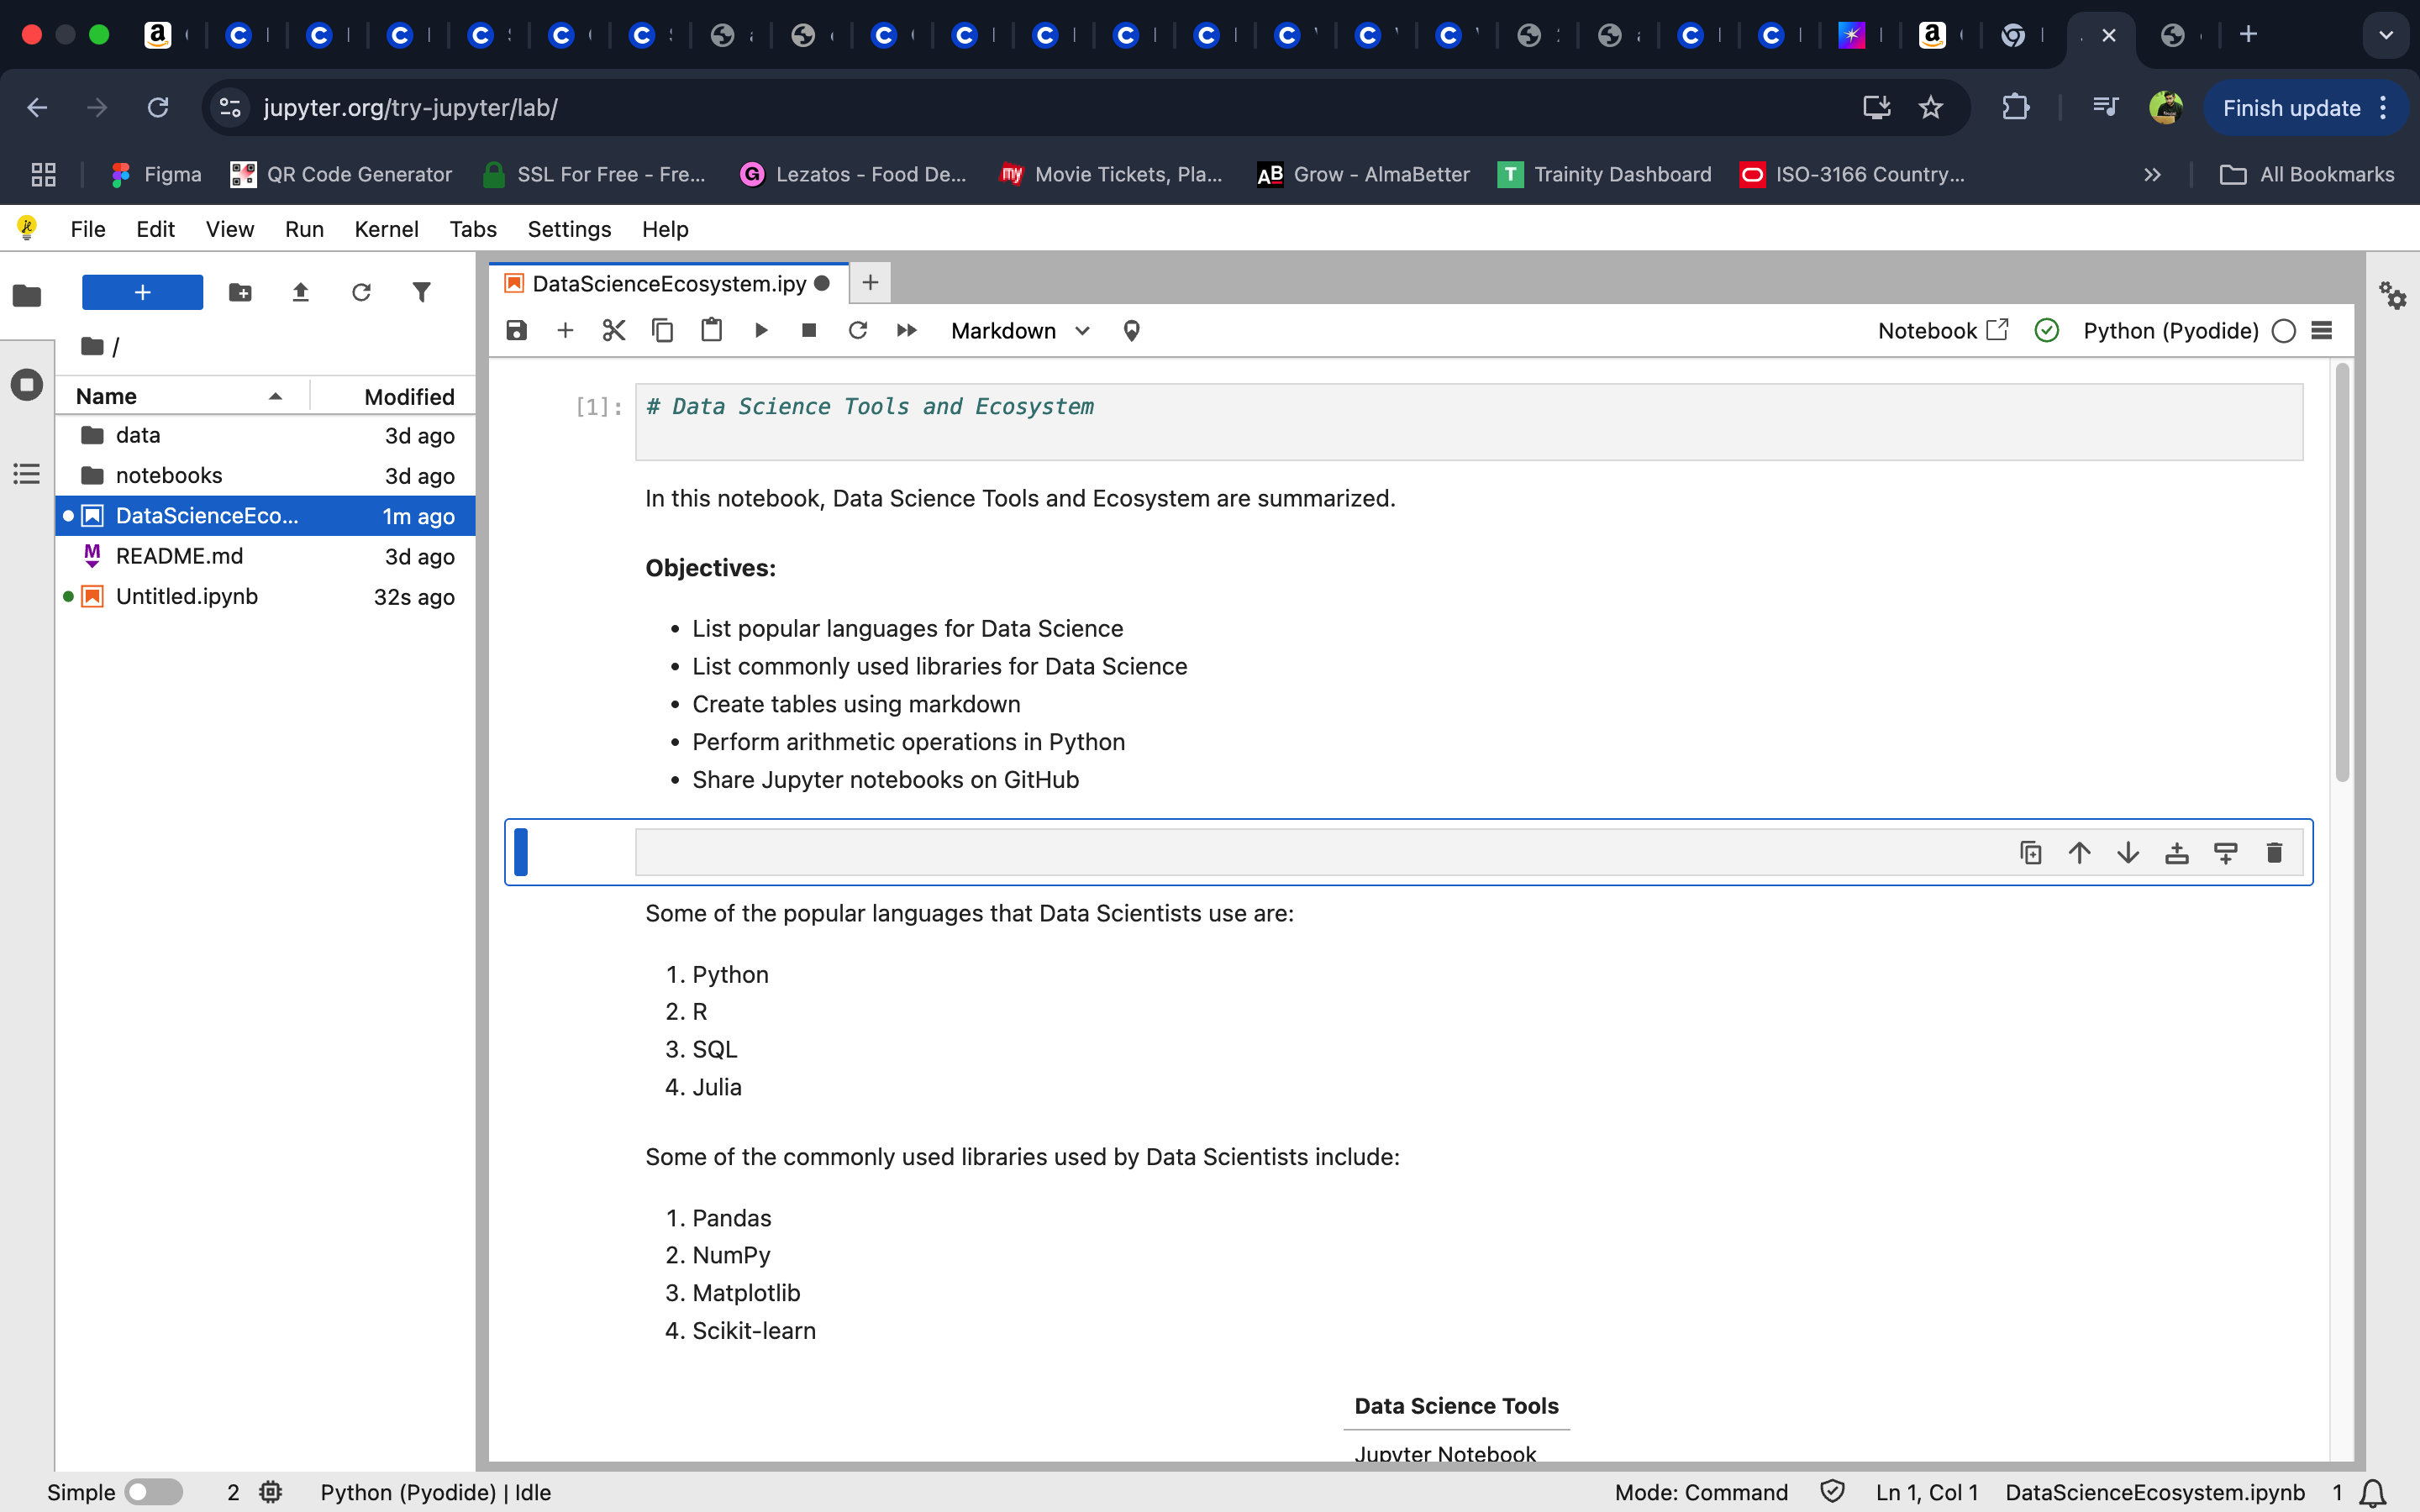 jupyter.org/try-jupyter/lab/
Finish update
Figma
QR Code Generator
SSL For Free - Fre...
Lezatos - Food De...
Movie Tickets, Pla...
Grow - AlmaBetter
Trainity Dashboard
ISO-3166 Country...
All Bookmarks
File Edit View Run Kernel Tabs Settings Help
DataScienceEcosystem.ipy
Markdown
Notebook
Python (Pyodide)
/
Name Modified
data 3d ago
notebooks 3d ago
DataScienceEco... 1m ago
README.md 3d ago
Untitled.ipynb 32s ago
[1]: # Data Science Tools and Ecosystem
In this notebook, Data Science Tools and Ecosystem are summarized.
Objectives:
• List popular languages for Data Science
• List commonly used libraries for Data Science
• Create tables using markdown
• Perform arithmetic operations in Python
• Share Jupyter notebooks on GitHub
Some of the popular languages that Data Scientists use are:
1. Python
2. R
3. SQL
4. Julia
Some of the commonly used libraries used by Data Scientists include:
1. Pandas
2. NumPy
3. Matplotlib
4. Scikit-learn
Data Science Tools
Jupyter Notebook
Simple 2 Python (Pyodide) | Idle
Mode: Command Ln 1, Col 1 DataScienceEcosystem.ipynb 1